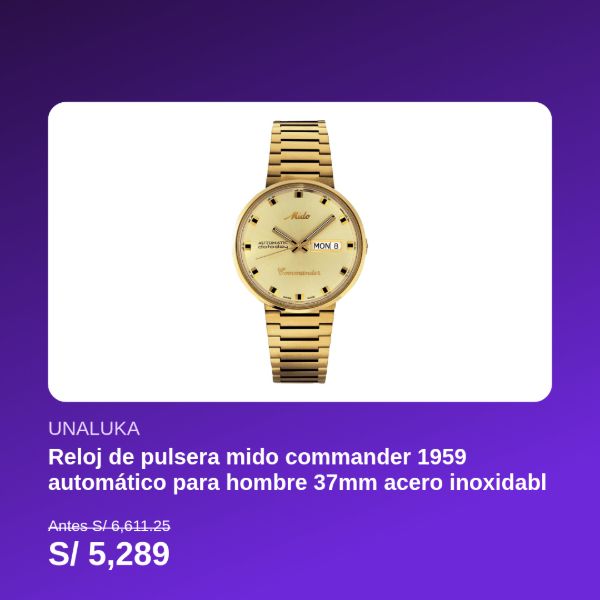 Mido
AUTOMATIC
datoday
MON 8
Commander
UNALUKA
Reloj de pulsera mido commander 1959
automático para hombre 37mm acero inoxidabl
Antes S/ 6,611.25
S/ 5,289